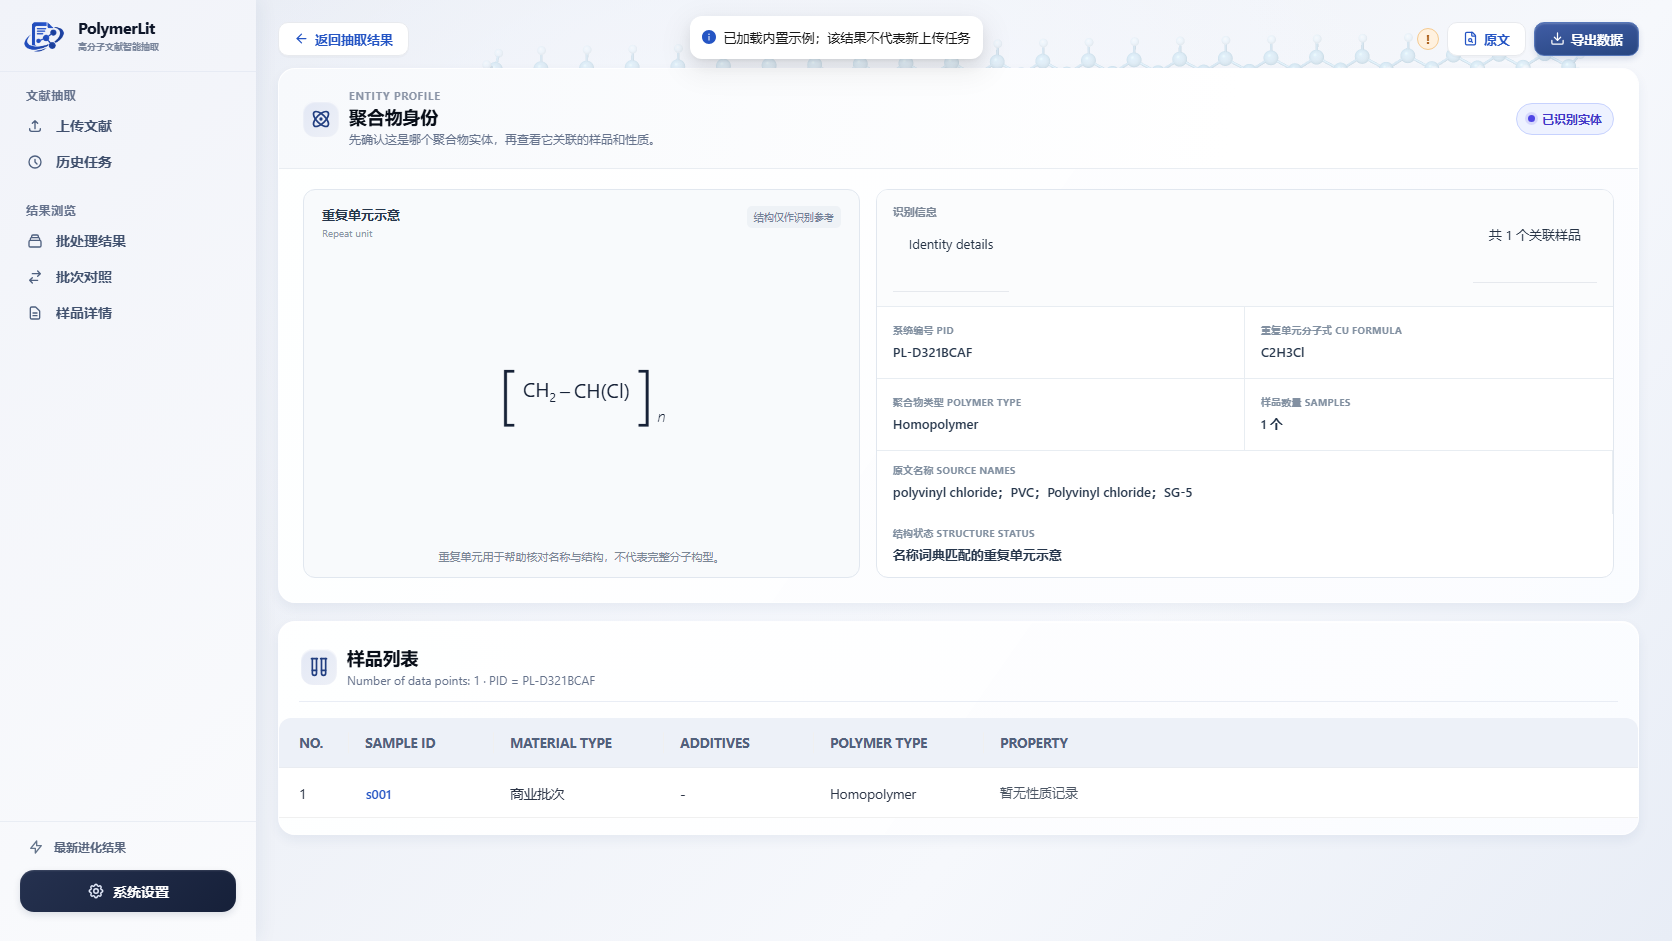 PolymerLit
高分子文献智能抽取
文献抽取
上传文献
历史任务
结果浏览
批处理结果
批次对照
样品详情
最新进化结果
系统设置
返回抽取结果
已加载内置示例；该结果不代表新上传任务
原文
导出数据
ENTITY PROFILE
聚合物身份
先确认这是哪个聚合物实体，再查看它关联的样品和性质。
已识别实体
重复单元示意
Repeat unit
结构仅作识别参考
[CH2–CH(Cl)]n
重复单元用于帮助核对名称与结构，不代表完整分子构型。
识别信息
Identity details
共 1 个关联样品
系统编号 PID
PL-D321BCAF
重复单元分子式 CU FORMULA
C2H3Cl
聚合物类型 POLYMER TYPE
Homopolymer
样品数量 SAMPLES
1 个
原文名称 SOURCE NAMES
polyvinyl chloride；PVC；Polyvinyl chloride；SG-5
结构状态 STRUCTURE STATUS
名称词典匹配的重复单元示意
样品列表
Number of data points: 1 · PID = PL-D321BCAF
NO. SAMPLE ID MATERIAL TYPE ADDITIVES POLYMER TYPE PROPERTY
1 s001 商业批次 - Homopolymer 暂无性质记录